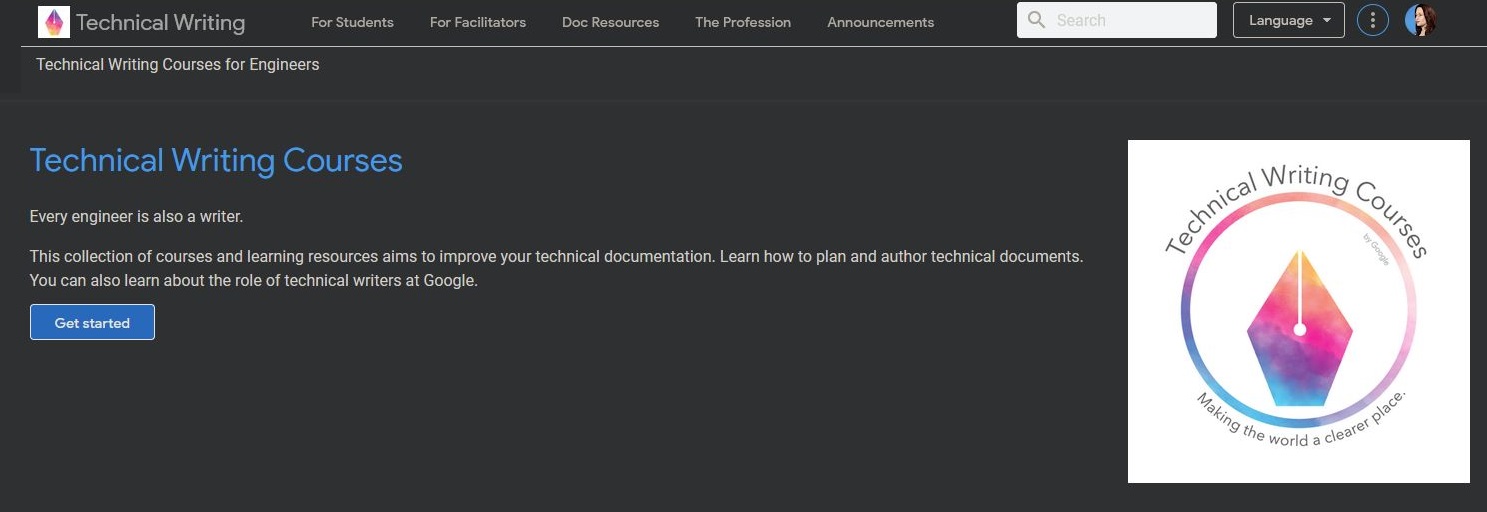 Technical Writing
For Students
For Facilitators
Doc Resources
The Profession
Announcements
Search
Language
Technical Writing Courses for Engineers
Technical Writing Courses
Every engineer is also a writer.
This collection of courses and learning resources aims to improve your technical documentation. Learn how to plan and author technical documents.
You can also learn about the role of technical writers at Google.
Get started
Technical Writing Courses
by Google
Making the world a clearer place.